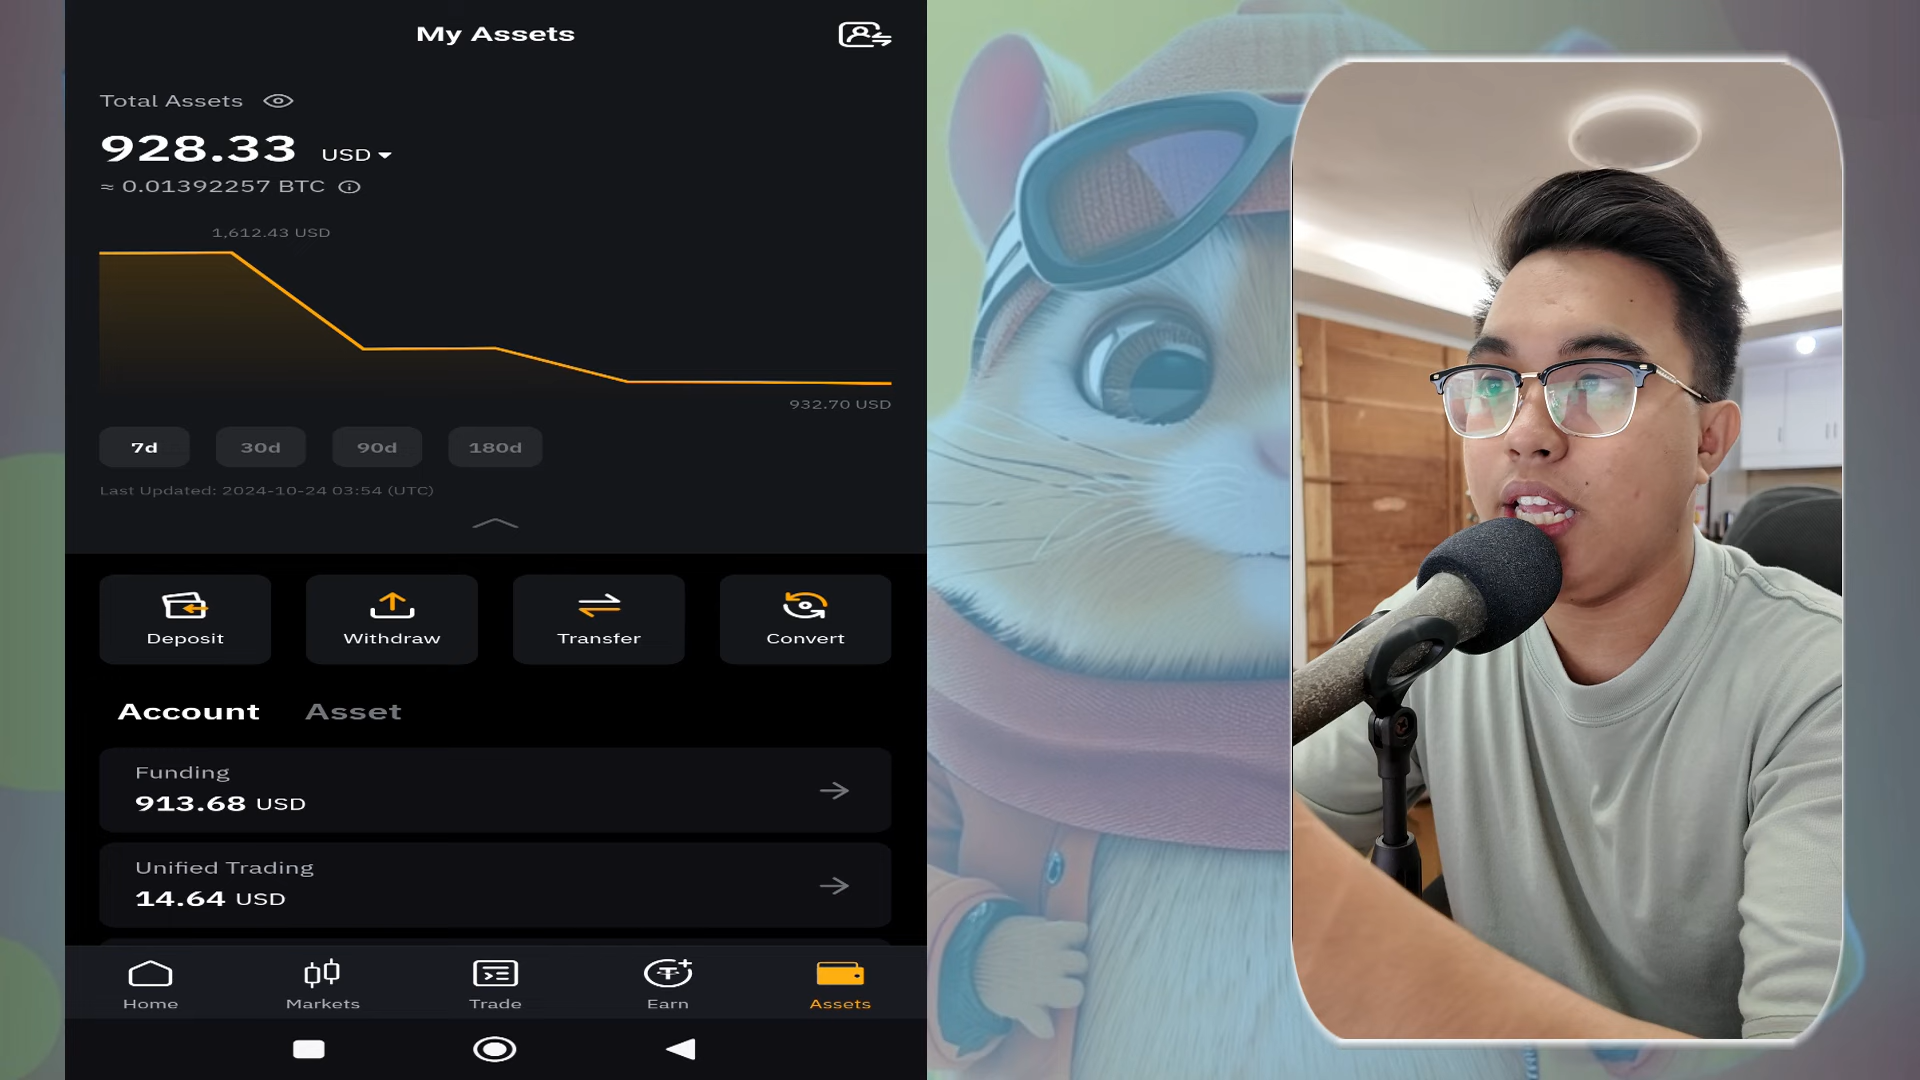 My Assets
Total Assets
928.33 USD
≈ 0.01392257 BTC
1,612.43 USD
932.70 USD
7d 30d 90d 180d
Last Updated: 2024-10-24 03:54 (UTC)
Deposit Withdraw Transfer Convert
Account Asset
Funding
913.68 USD
Unified Trading
14.64 USD
Home Markets Trade Earn Assets